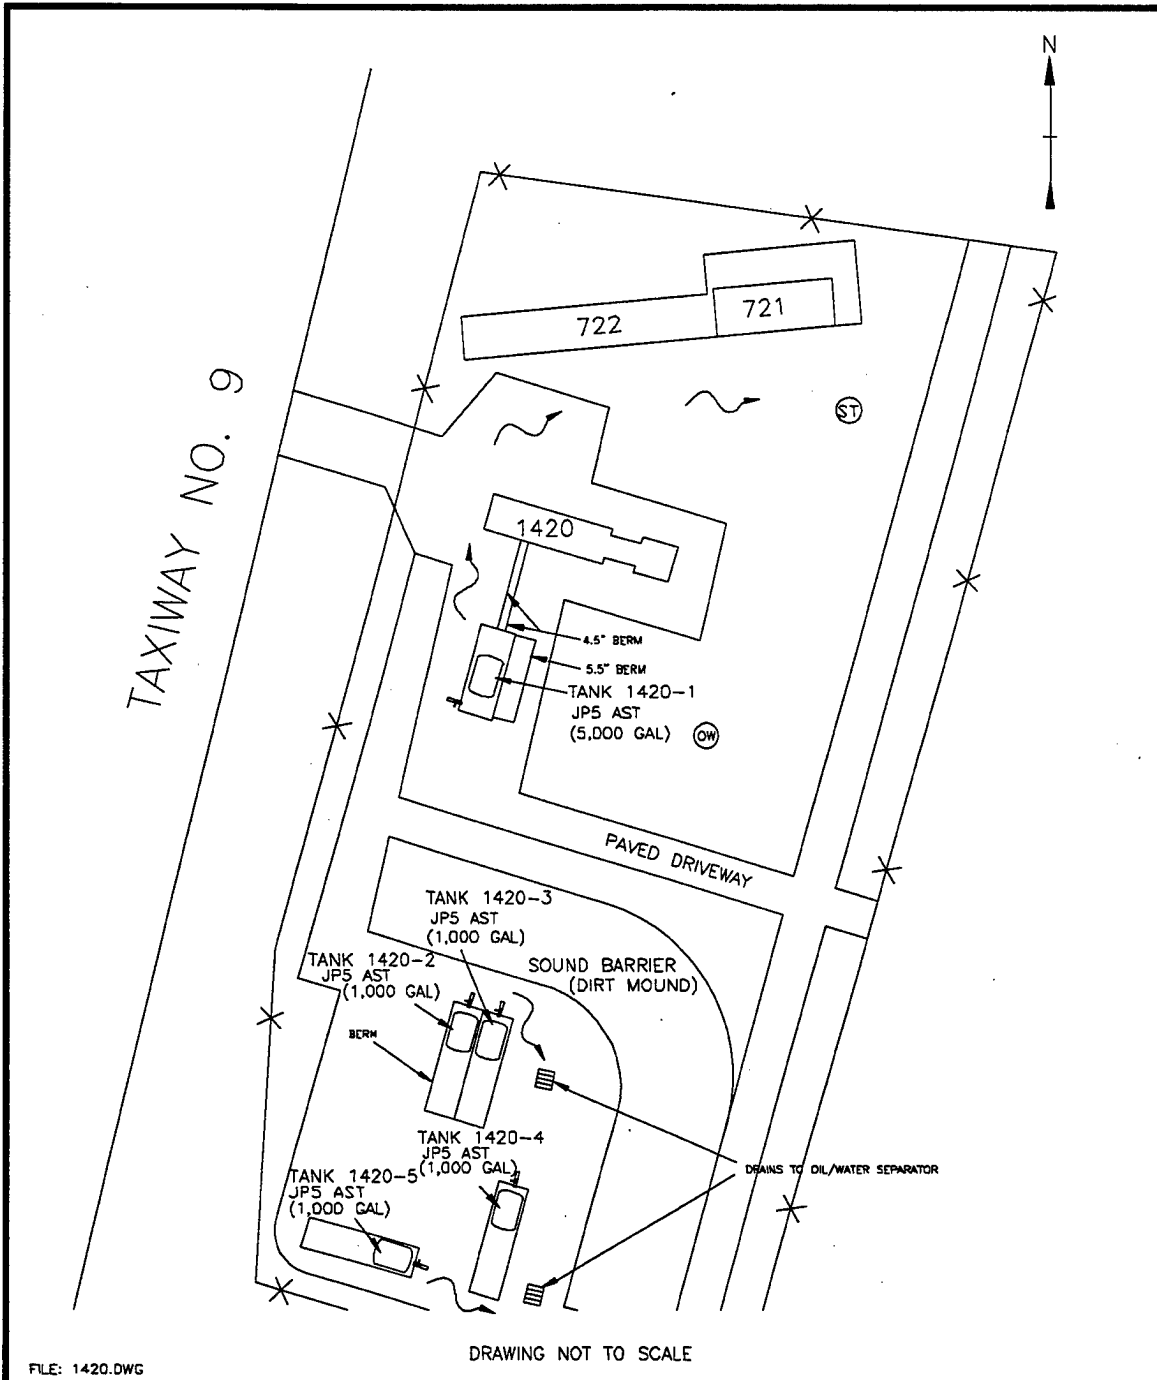 N
722
721
TAXIWAY NO. 9
ST
1420
4.5" BERM
5.5" BERM
TANK 1420-1
JP5 AST
(5,000 GAL)
OW
PAVED DRIVEWAY
TANK 1420-3
JP5 AST
(1,000 GAL)
TANK 1420-2
JP5 AST
(1,000 GAL)
SOUND BARRIER
(DIRT MOUND)
BERM
TANK 1420-4
JP5 AST
(1,000 GAL)
DRAINS TO OIL/WATER SEPARATOR
TANK 1420-5
JP5 AST
(1,000 GAL)
DRAWING NOT TO SCALE
FILE: 1420.DWG